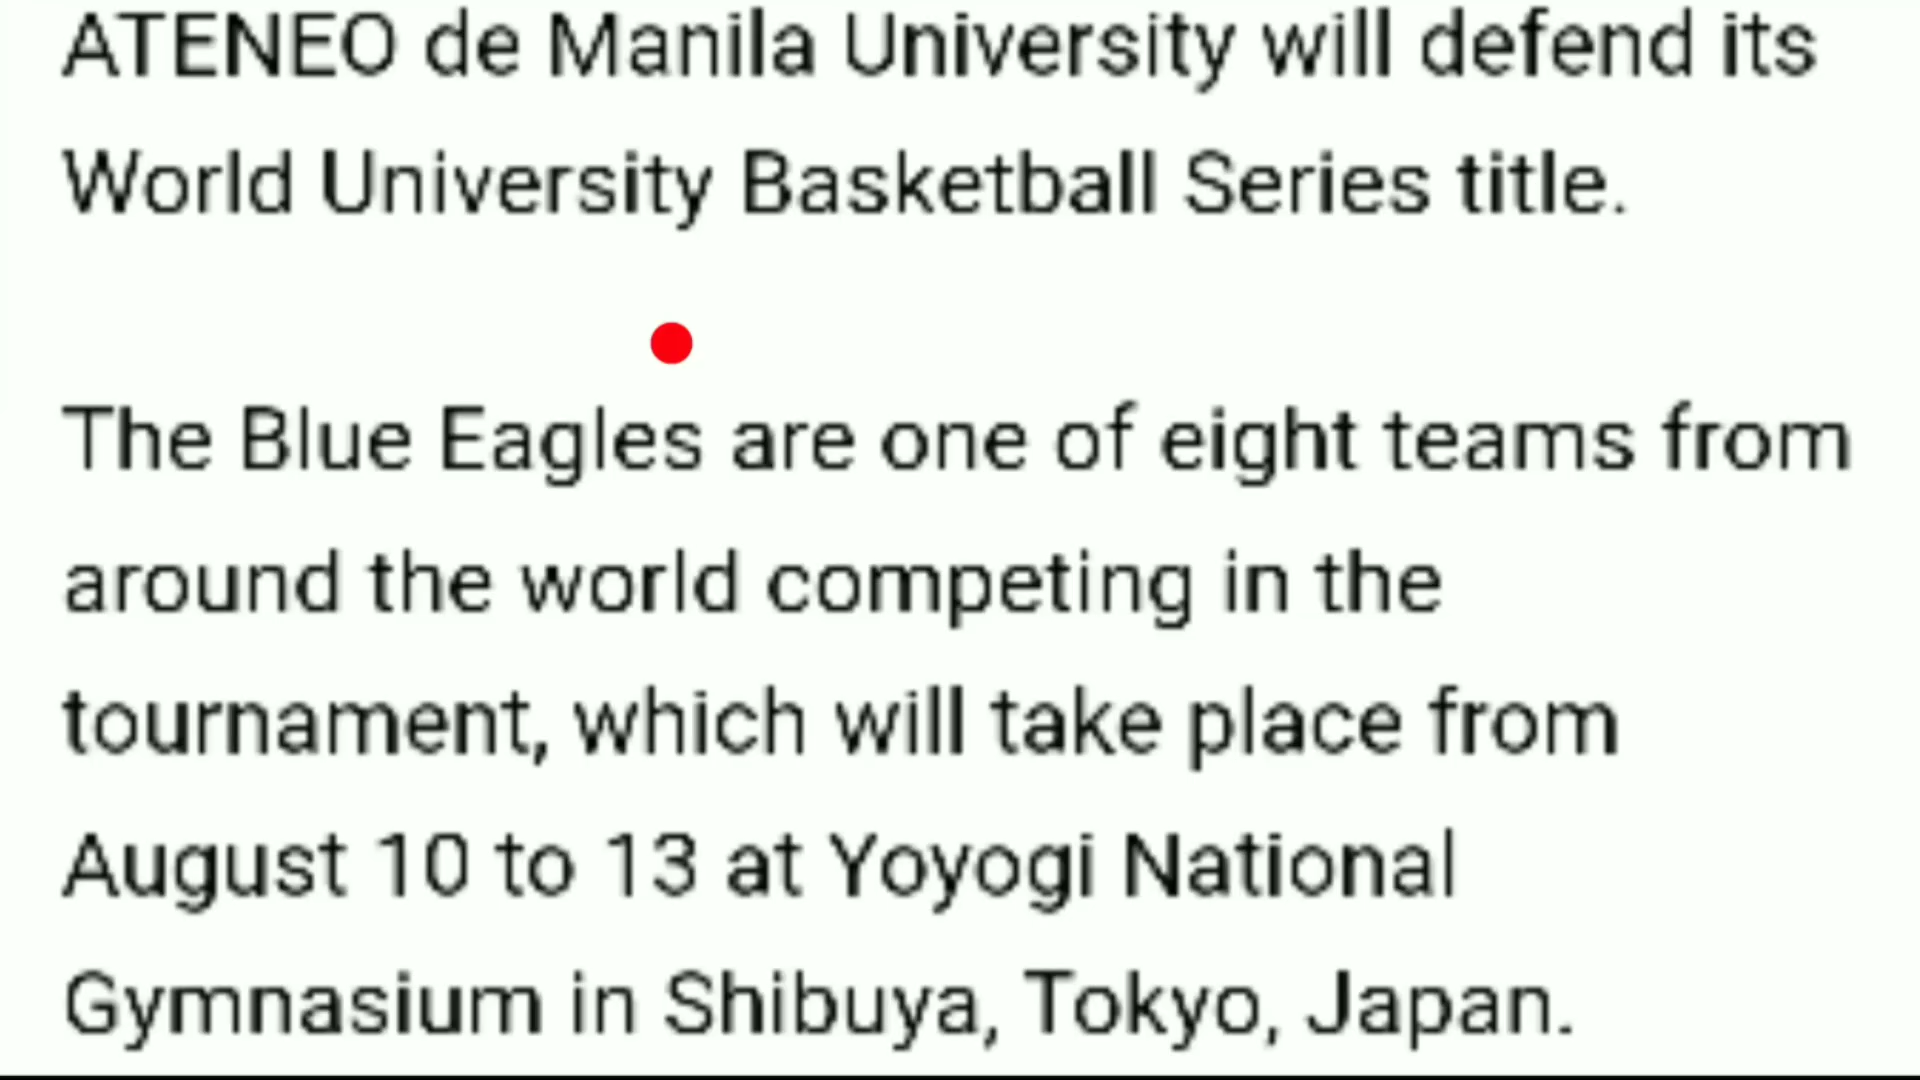 ATENEO de Manila University will defend its
World University Basketball Series title.
The Blue Eagles are one of eight teams from
around the world competing in the
tournament, which will take place from
August 10 to 13 at Yoyogi National
Gymnasium in Shibuya, Tokyo, Japan.